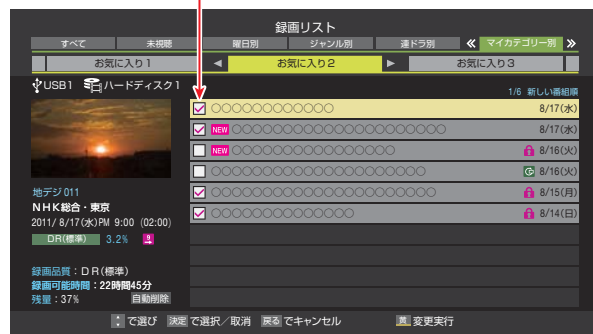 録画リスト
すべて 未視聴 曜日別 ジャンル別 連ドラ別 マイカテゴリー別
お気に入り1 お気に入り2 お気に入り3
USB1 ハードディスク1
1/6 新しい番組順
○○○○○○○○○○○○ 8/17(水)
NEW ○○○○○○○○○○○○○○○○○○○○○ 8/17(水)
NEW ○○○○○○○○○○○○○○○○ 8/16(火)
○○○○○○○○○○○○○○○○○○○○○ 8/16(火)
○○○○○○○○○○○○○○○○○○○○○○ 8/15(月)
○○○○○○○○○○○○○○ 8/14(日)
地デジ011
NHK総合・東京
2011/ 8/17(水)PM 9:00 (02:00)
DR(標準) 3.2%
録画品質：DR(標準)
録画可能時間：22時間45分
残量：37% 自動削除
で選び 決定 で選択／取消 戻る でキャンセル 黄 変更実行